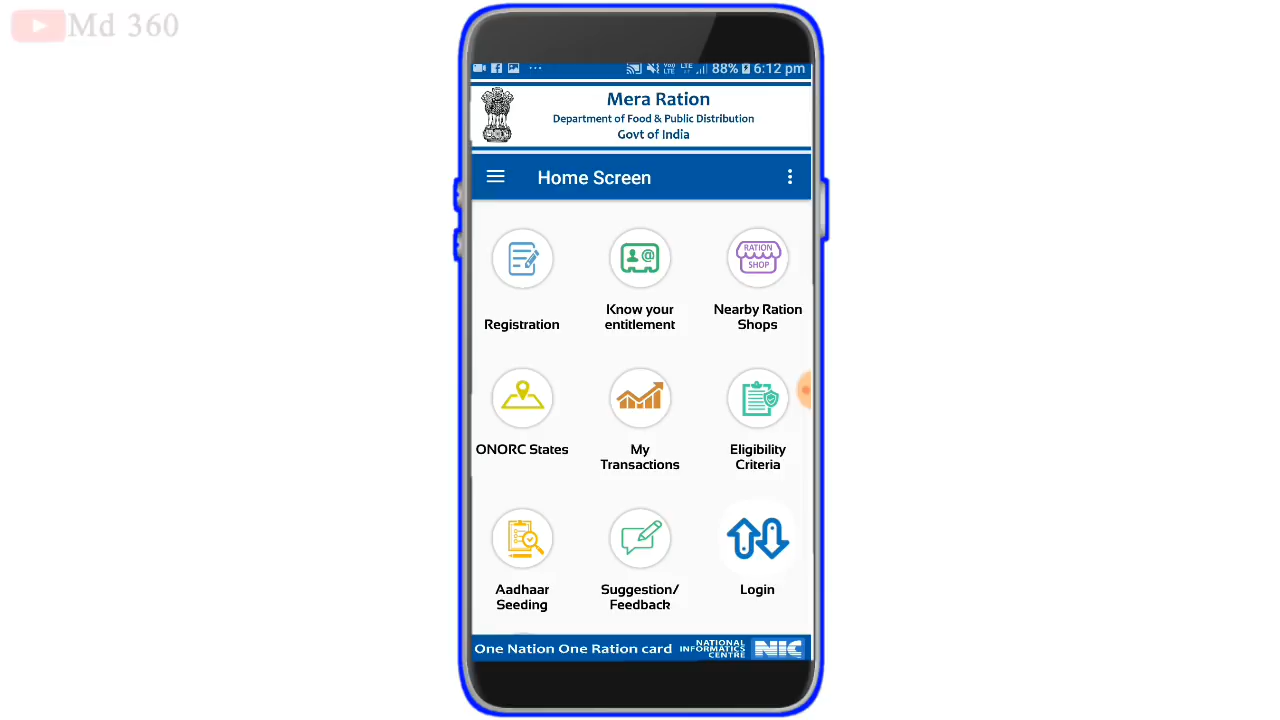 Md 360
88% 6:12 pm
Mera Ration
Department of Food & Public Distribution
Govt of India
Home Screen
RATION
SHOP
Registration
Know your
entitlement
Nearby Ration
Shops
ONORC States
My
Transactions
Eligibility
Criteria
Aadhaar
Seeding
Suggestion/
Feedback
Login
One Nation One Ration card
NATIONAL
INFORMATICS
CENTRE
NIC